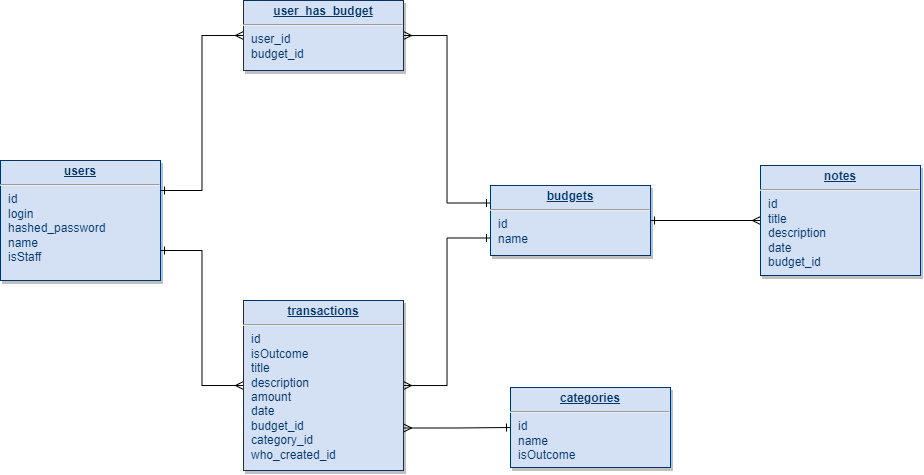 user_has_budget
user_id
budget_id
users
id
login
hashed_password
name
isStaff
budgets
id
name
notes
id
title
description
date
budget_id
transactions
id
isOutcome
title
description
amount
date
budget_id
category_id
who_created_id
categories
id
name
isOutcome